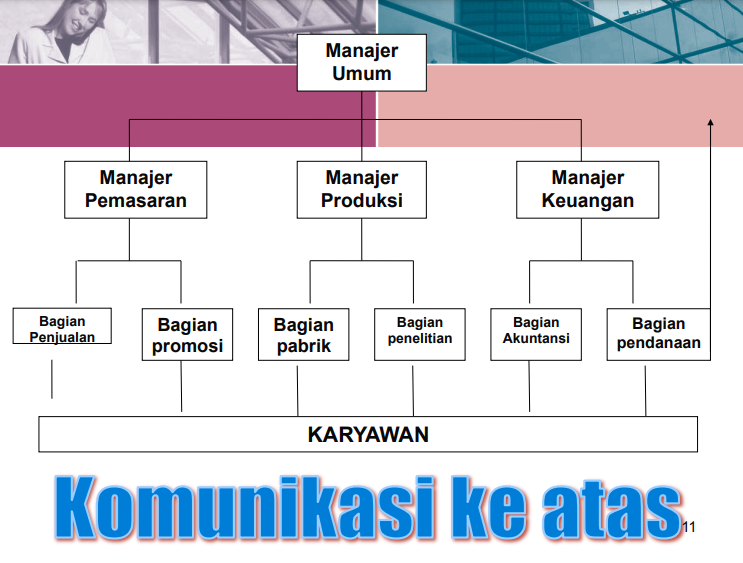 Manajer
Umum
Manajer
Pemasaran
Manajer
Produksi
Manajer
Keuangan
Bagian
Penjualan
Bagian
promosi
Bagian
pabrik
Bagian
penelitian
Bagian
Akuntansi
Bagian
pendanaan
KARYAWAN
Komunikasi ke atas
11